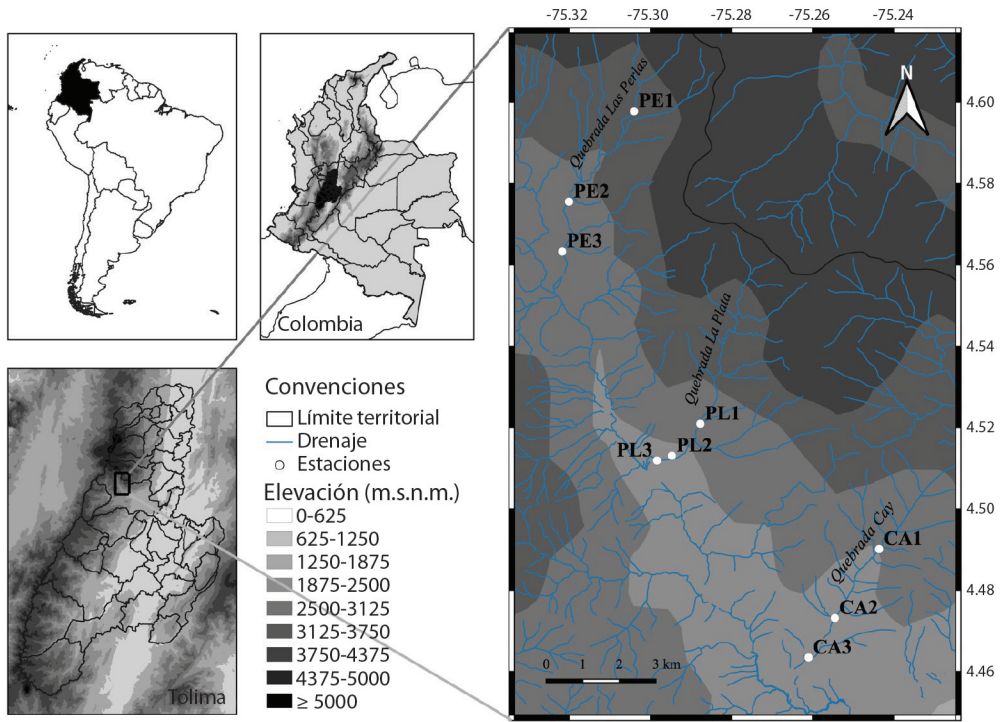 Colombia
Tolima
Convenciones
Límite territorial
Drenaje
Estaciones
Elevación (m.s.n.m.)
0-625
625-1250
1250-1875
1875-2500
2500-3125
3125-3750
3750-4375
4375-5000
≥ 5000
-75.32 -75.30 -75.28 -75.26 -75.24
4.60
4.58
4.56
4.54
4.52
4.50
4.48
4.46
N
PE1
Quebrada Las Perlas
PE2
PE3
Quebrada La Plata
PL1
PL3 PL2
Quebrada Cay
CA1
CA2
CA3
0 1 2 3 km